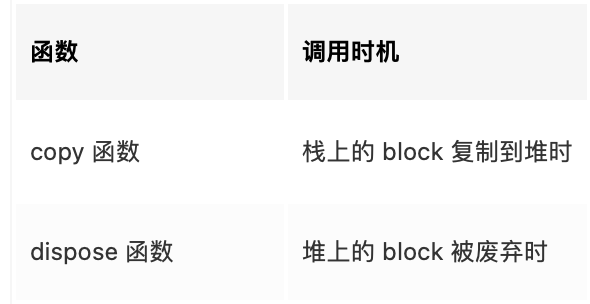 函数 调用时机
copy 函数 栈上的 block 复制到堆时
dispose 函数 堆上的 block 被废弃时